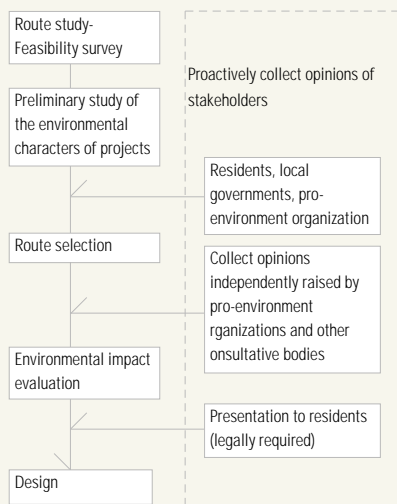 Route study-
Feasibility survey
Proactively collect opinions of
stakeholders
Preliminary study of
the environmental
characters of projects
Residents, local
governments, pro-
environment organization
Route selection
Collect opinions
independently raised by
pro-environment
rganizations and other
onsultative bodies
Environmental impact
evaluation
Presentation to residents
(legally required)
Design